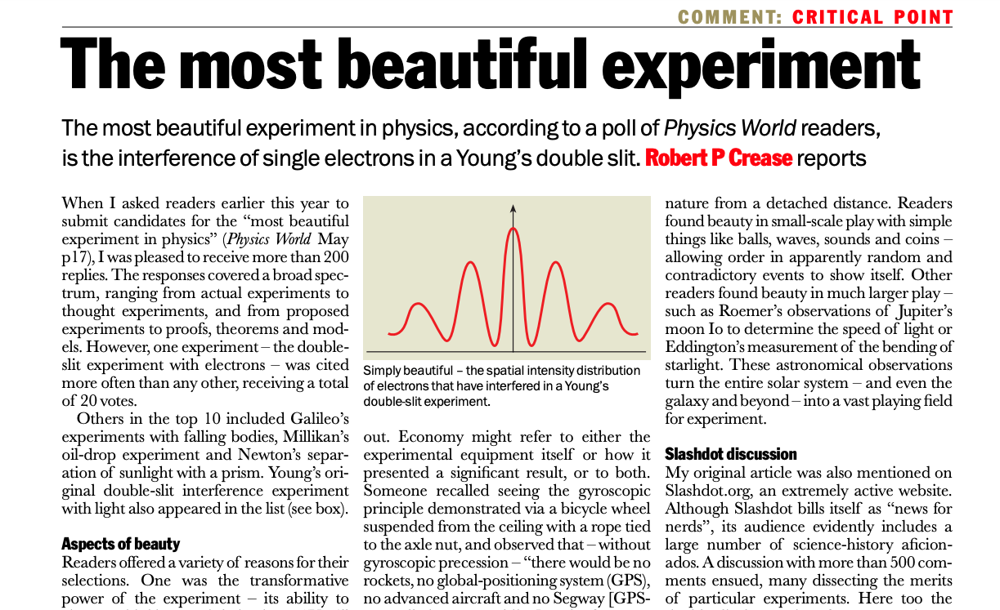 COMMENT: CRITICAL POINT
The most beautiful experiment
The most beautiful experiment in physics, according to a poll of Physics World readers,
is the interference of single electrons in a Young's double slit. Robert P Crease reports
When I asked readers earlier this year to
submit candidates for the “most beautiful
experiment in physics” (Physics World May
p17), I was pleased to receive more than 200
replies. The responses covered a broad spec-
trum, ranging from actual experiments to
thought experiments, and from proposed
experiments to proofs, theorems and mod-
els. However, one experiment – the double-
slit experiment with electrons – was cited
more often than any other, receiving a total
of 20 votes.
Others in the top 10 included Galileo’s
experiments with falling bodies, Millikan’s
oil-drop experiment and Newton’s separ-
ation of sunlight with a prism. Young’s ori-
ginal double-slit interference experiment
with light also appeared in the list (see box).
Aspects of beauty
Readers offered a variety of reasons for their
selections. One was the transformative
power of the experiment – its ability to
Simply beautiful – the spatial intensity distribution
of electrons that have interfered in a Young’s
double-slit experiment.
out. Economy might refer to either the
experimental equipment itself or how it
presented a significant result, or to both.
Someone recalled seeing the gyroscopic
principle demonstrated via a bicycle wheel
suspended from the ceiling with a rope tied
to the axle nut, and observed that – without
gyroscopic precession – “there would be no
rockets, no global-positioning system (GPS),
no advanced aircraft and no Segway [GPS-
nature from a detached distance. Readers
found beauty in small-scale play with simple
things like balls, waves, sounds and coins –
allowing order in apparently random and
contradictory events to show itself. Other
readers found beauty in much larger play –
such as Roemer’s observations of Jupiter’s
moon Io to determine the speed of light or
Eddington’s measurement of the bending of
starlight. These astronomical observations
turn the entire solar system – and even the
galaxy and beyond – into a vast playing field
for experiment.
Slashdot discussion
My original article was also mentioned on
Slashdot.org, an extremely active website.
Although Slashdot bills itself as “news for
nerds”, its audience evidently includes a
large number of science-history aficion-
ados. A discussion with more than 500 com-
ments ensued, many dissecting the merits
of particular experiments. Here too the